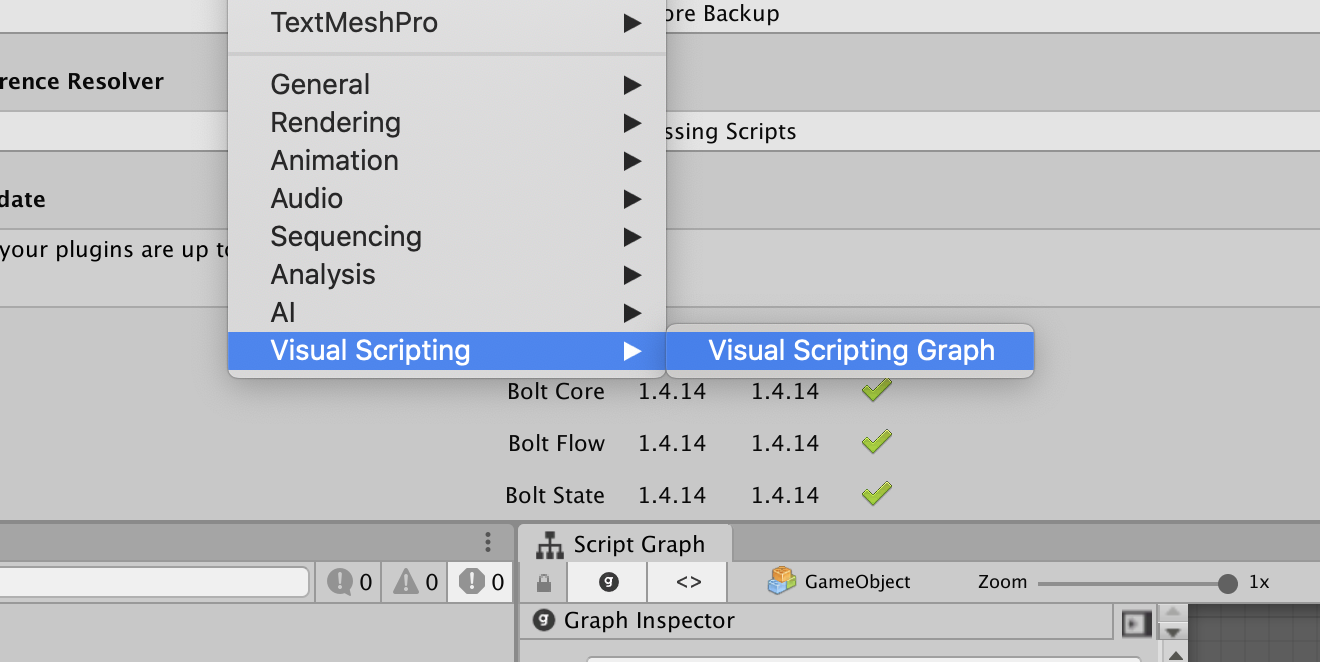 TextMeshPro
ore Backup
General
rence Resolver
Rendering
ssing Scripts
Animation
Audio
date
Sequencing
your plugins are up to
Analysis
AI
Visual Scripting
Visual Scripting Graph
Bolt Core 1.4.14 1.4.14
Bolt Flow 1.4.14 1.4.14
Bolt State 1.4.14 1.4.14
Script Graph
0 0 0
<> GameObject Zoom 1x
g Graph Inspector